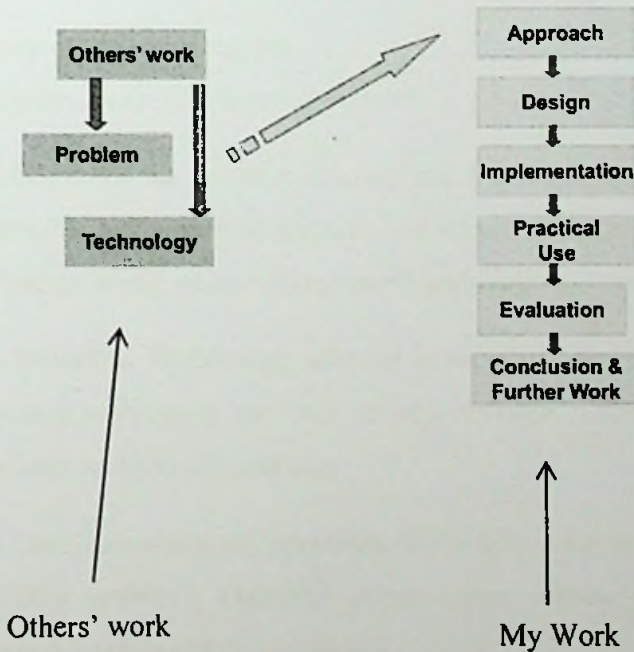 Others' work
Problem
Technology
Approach
Design
Implementation
Practical
Use
Evaluation
Conclusion &
Further Work
Others' work
My Work